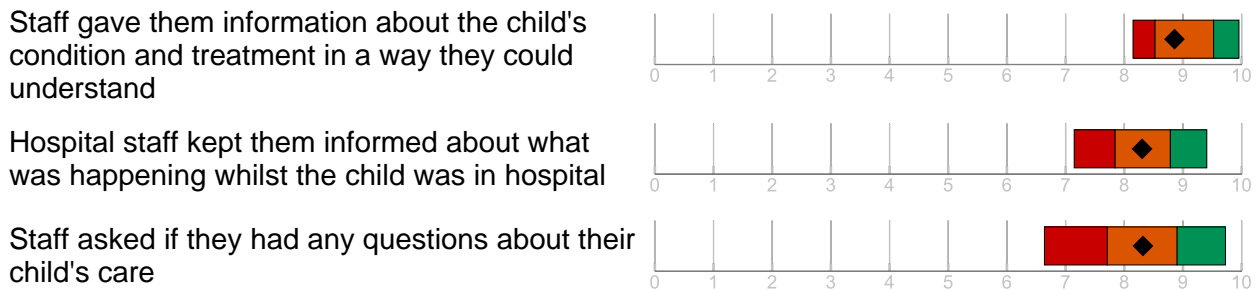 Staff gave them information about the child's
condition and treatment in a way they could
understand
0 1 2 3 4 5 6 7 8 9 10
Hospital staff kept them informed about what
was happening whilst the child was in hospital
0 1 2 3 4 5 6 7 8 9 10
Staff asked if they had any questions about their
child's care
0 1 2 3 4 5 6 7 8 9 10